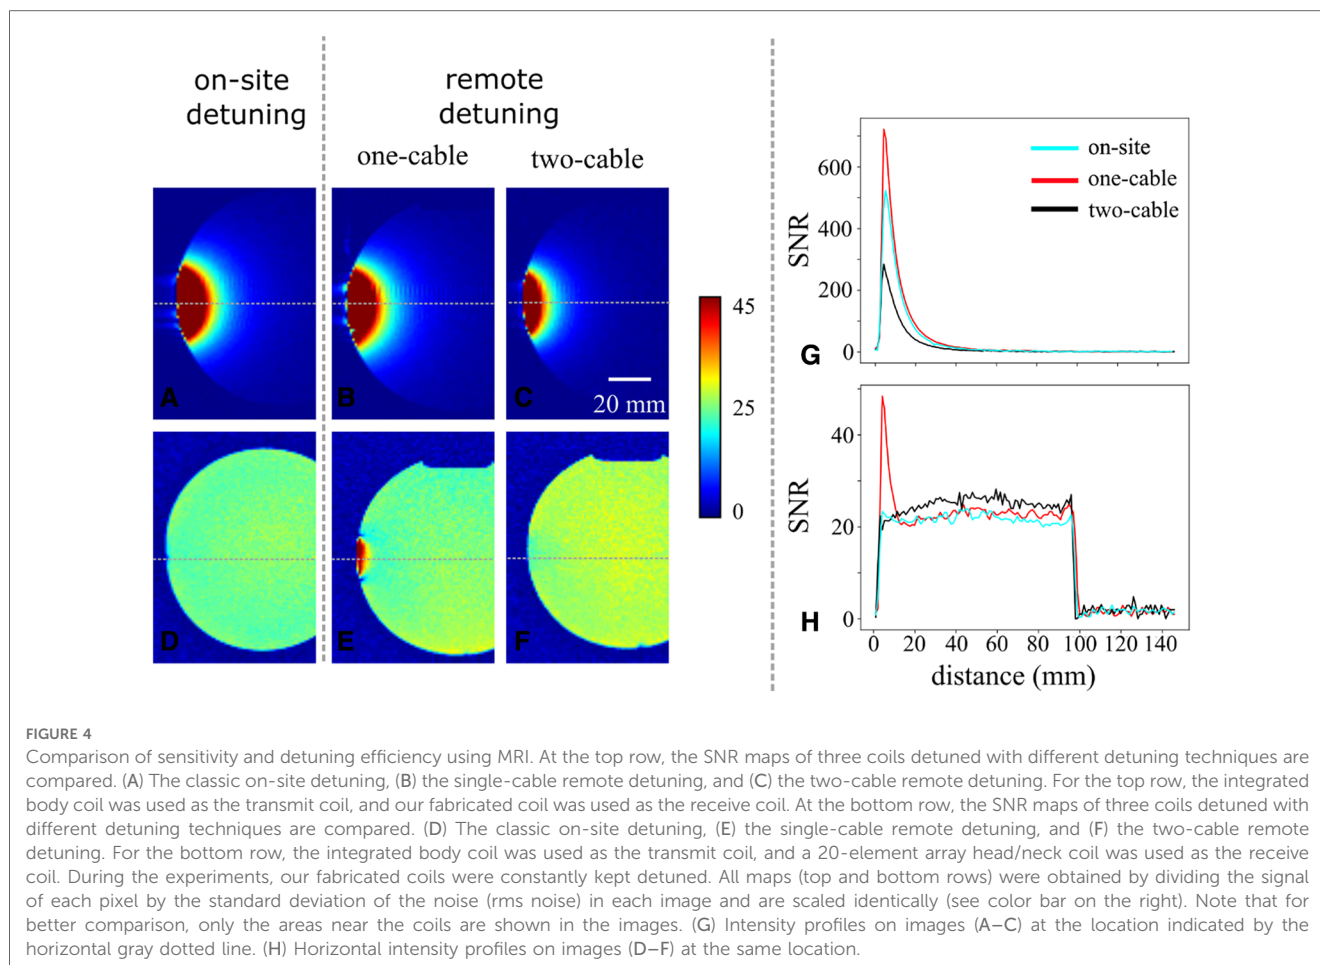 on-site
detuning
remote
detuning
one-cable
two-cable
A
B
C
20 mm
D
E
F
45
25
0
SNR
600
400
200
0
on-site
one-cable
two-cable
G
SNR
40
20
0
H
0 20 40 60 80 100 120 140
distance (mm)
FIGURE 4
Comparison of sensitivity and detuning efficiency using MRI. At the top row, the SNR maps of three coils detuned with different detuning techniques are
compared. (A) The classic on-site detuning, (B) the single-cable remote detuning, and (C) the two-cable remote detuning. For the top row, the integrated
body coil was used as the transmit coil, and our fabricated coil was used as the receive coil. At the bottom row, the SNR maps of three coils detuned with
different detuning techniques are compared. (D) The classic on-site detuning, (E) the single-cable remote detuning, and (F) the two-cable remote
detuning. For the bottom row, the integrated body coil was used as the transmit coil, and a 20-element array head/neck coil was used as the receive
coil. During the experiments, our fabricated coils were constantly kept detuned. All maps (top and bottom rows) were obtained by dividing the signal
of each pixel by the standard deviation of the noise (rms noise) in each image and are scaled identically (see color bar on the right). Note that for
better comparison, only the areas near the coils are shown in the images. (G) Intensity profiles on images (A–C) at the location indicated by the
horizontal gray dotted line. (H) Horizontal intensity profiles on images (D–F) at the same location.